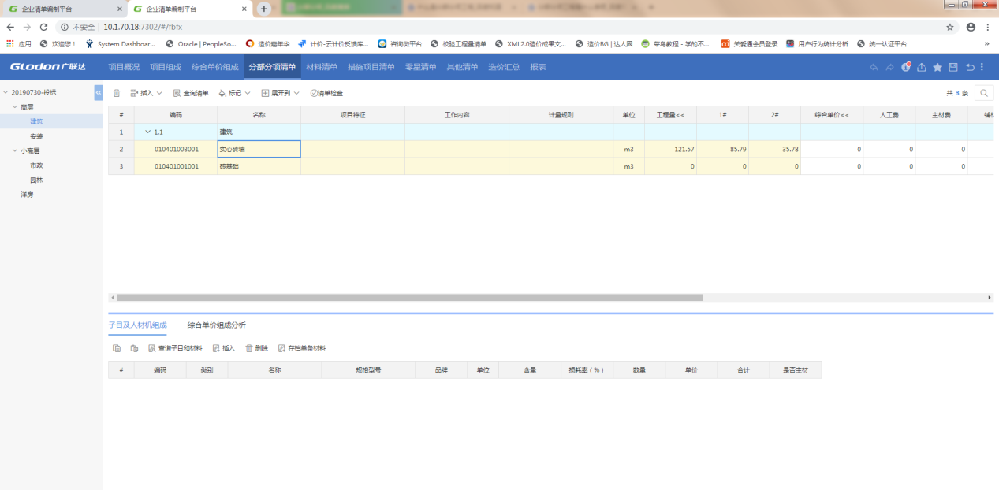 企业清单编制平台 企业清单编制平台
不安全 | 10.1.70.18:7302/#/fbfx
应用 欢迎您！ System Dashboar... Oracle | PeopleSo... 造价嘉年华 计价-云计价反馈库... 咨询微平台 校验工程量清单 XML2.0造价成果文... 造价BG | 达人圆 菜鸟教程 - 学的不... 关爱通会员登录 用户行为统计分析 统一认证平台 »
GLODON广联达 项目概况 项目组成 综合单价组成 分部分项清单 材料清单 措施项目清单 零星清单 其他清单 造价汇总 报表
20190730-投标
高层
建筑
安装
小高层
市政
园林
洋房
插入 查询清单 标记 展开到 清单检查 共 3 条
# 编码 名称 项目特征 工作内容 计量规则 单位 工程量<< 1# 2# 综合单价<< 人工费 主材费 辅材
1 1.1 建筑
2 010401003001 实心砖墙 m3 121.57 85.79 35.78 0 0 0
3 010401001001 砖基础 m3 0 0 0 0 0 0
子目及人材机组成 综合单价组成分析
查询子目和材料 插入 删除 存档单条材料
# 编码 类别 名称 规格型号 品牌 单位 含量 损耗率（%） 数量 单价 合计 是否主材